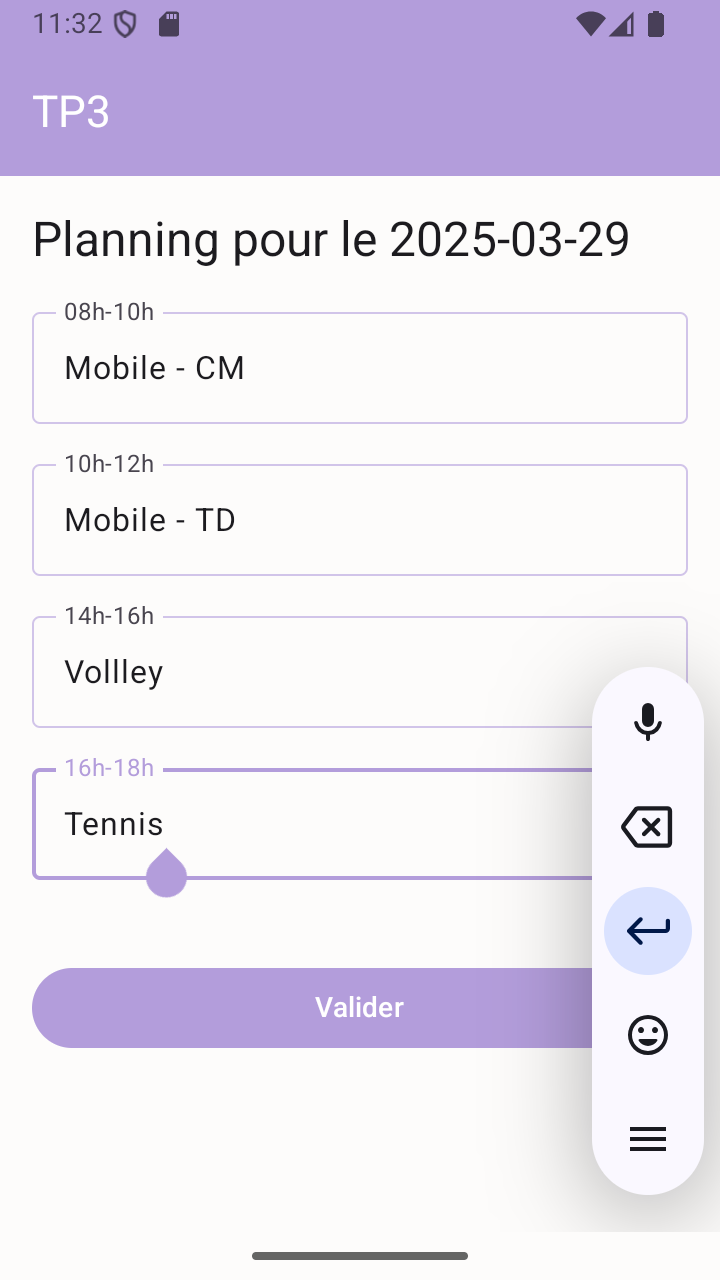 11:32
TP3
Planning pour le 2025-03-29
08h-10h
Mobile - CM
10h-12h
Mobile - TD
14h-16h
Vollley
16h-18h
Tennis
Valider